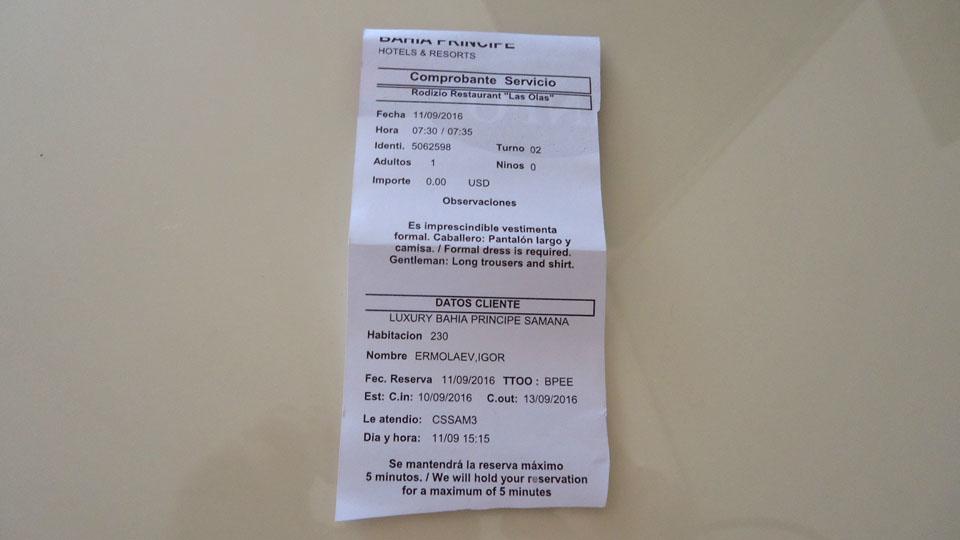 BAHIA PRINCIPE
HOTELS & RESORTS
Comprobante Servicio
Rodizio Restaurant "Las Olas"
Fecha 11/09/2016
Hora 07:30 / 07:35
Identi. 5062598 Turno 02
Adultos 1 Ninos 0
Importe 0.00 USD
Observaciones
Es imprescindible vestimenta
formal. Caballero: Pantalón largo y
camisa. / Formal dress is required.
Gentleman: Long trousers and shirt.
DATOS CLIENTE
LUXURY BAHIA PRINCIPE SAMANA
Habitacion 230
Nombre ERMOLAEV,IGOR
Fec. Reserva 11/09/2016 TTOO : BPEE
Est: C.in: 10/09/2016 C.out: 13/09/2016
Le atendio: CSSAM3
Dia y hora: 11/09 15:15
Se mantendrá la reserva máximo
5 minutos. / We will hold your reservation
for a maximum of 5 minutes